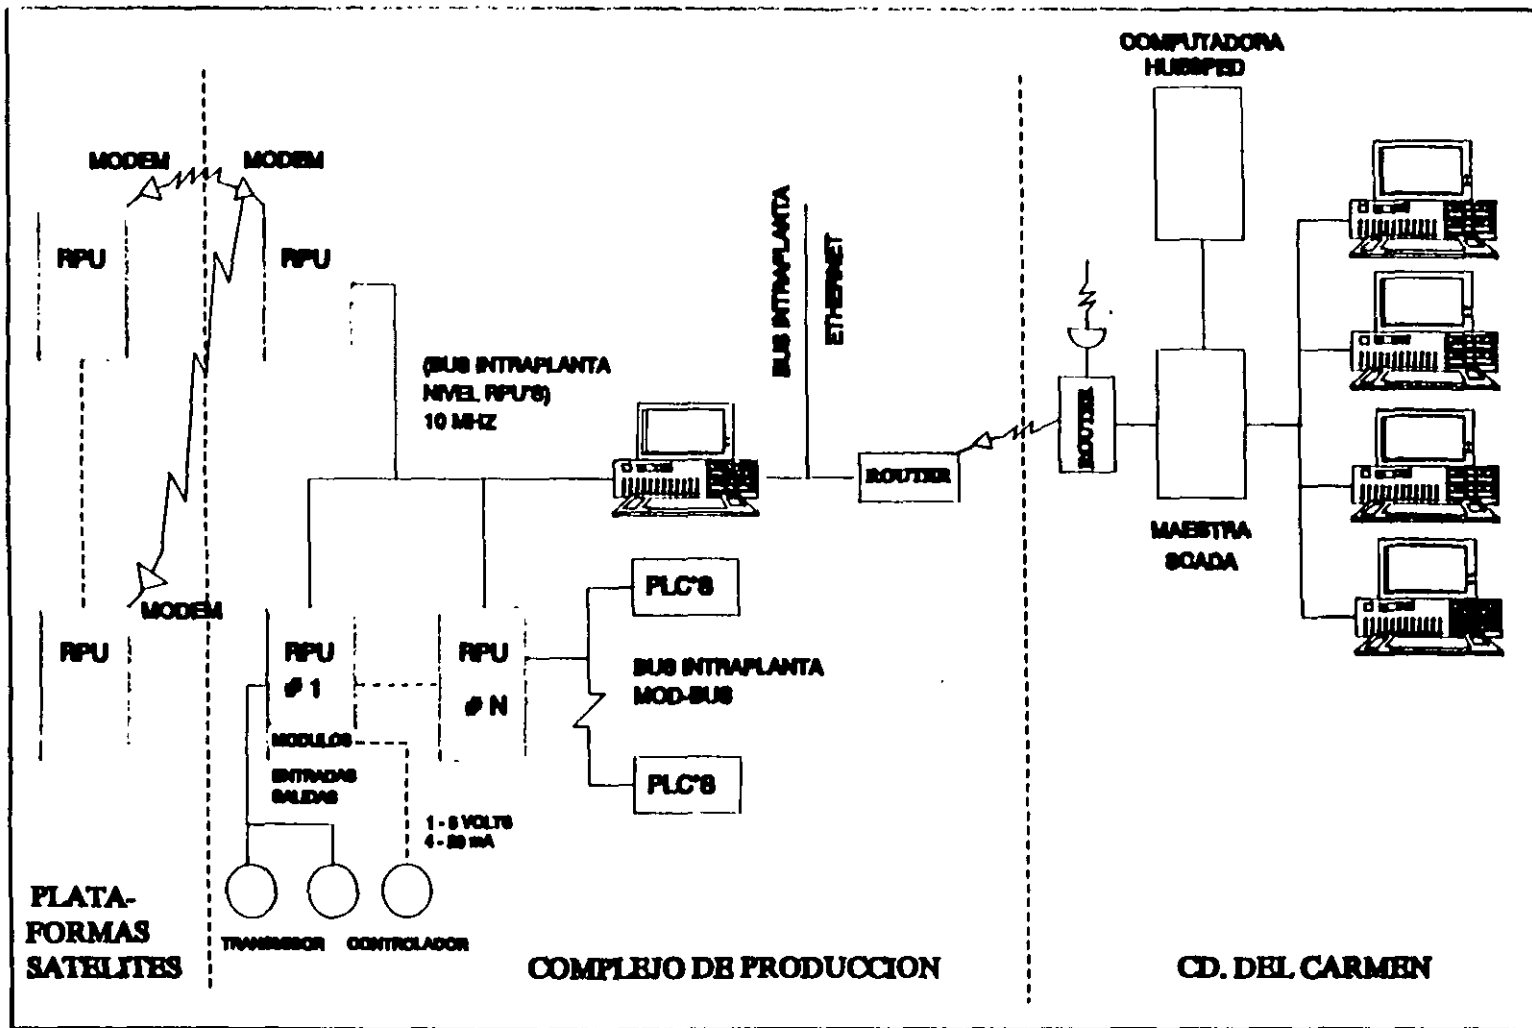 COMPUTADORA
MODEM
MODEM
RPU
RPU
BUS INTRAPLANTA
ETHERNET
(BUS INTRAPLANTA
NIVEL RPU'S)
10 MHZ
ROUTER
ROUTER
MAESTRA
SCADA
MODEM
PLC'S
RPU
RPU
# 1
RPU
# N
BUS INTRAPLANTA
MOD-BUS
MODULOS
ENTRADAS
SALIDAS
PLC'S
1 - 5 VOLTS
4 - 20 mA
TRANSMISOR
CONTROLADOR
PLATA-
FORMAS
SATELITES
COMPLEJO DE PRODUCCION
CD. DEL CARMEN